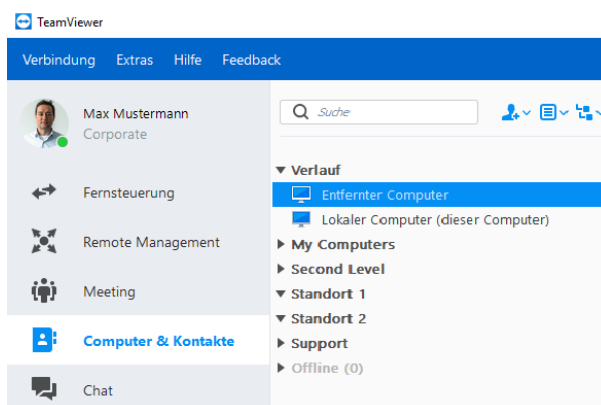 TeamViewer
Verbindung Extras Hilfe Feedback
Max Mustermann
Corporate
Fernsteuerung
Remote Management
Meeting
Computer & Kontakte
Chat
Suche
Verlauf
Entfernter Computer
Lokaler Computer (dieser Computer)
My Computers
Second Level
Standort 1
Standort 2
Support
Offline (0)